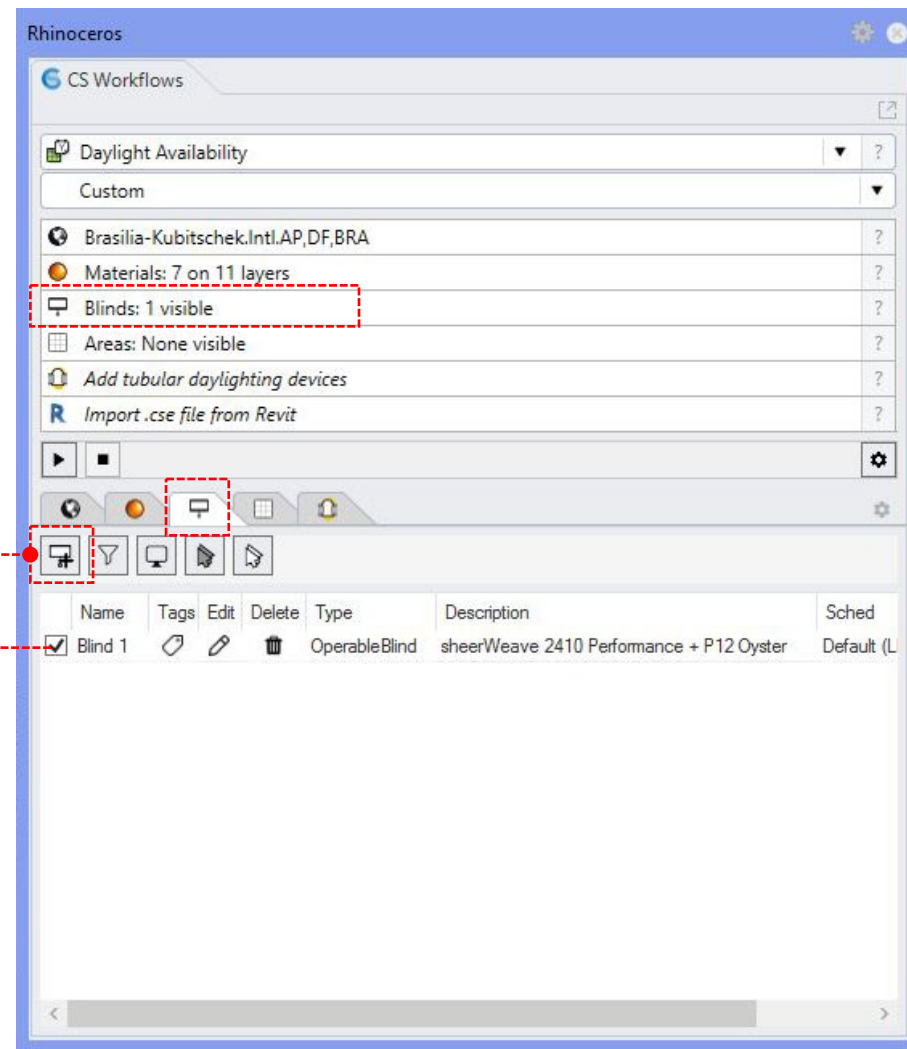 Rhinoceros
CS Workflows
Daylight Availability ?
Custom
Brasilia-Kubitschek.Intl.AP,DF,BRA ?
Materials: 7 on 11 layers ?
Blinds: 1 visible ?
Areas: None visible ?
Add tubular daylighting devices ?
R Import .cse file from Revit ?
Name Tags Edit Delete Type Description Sched
Blind 1 OperableBlind sheerWeave 2410 Performance + P12 Oyster Default (L